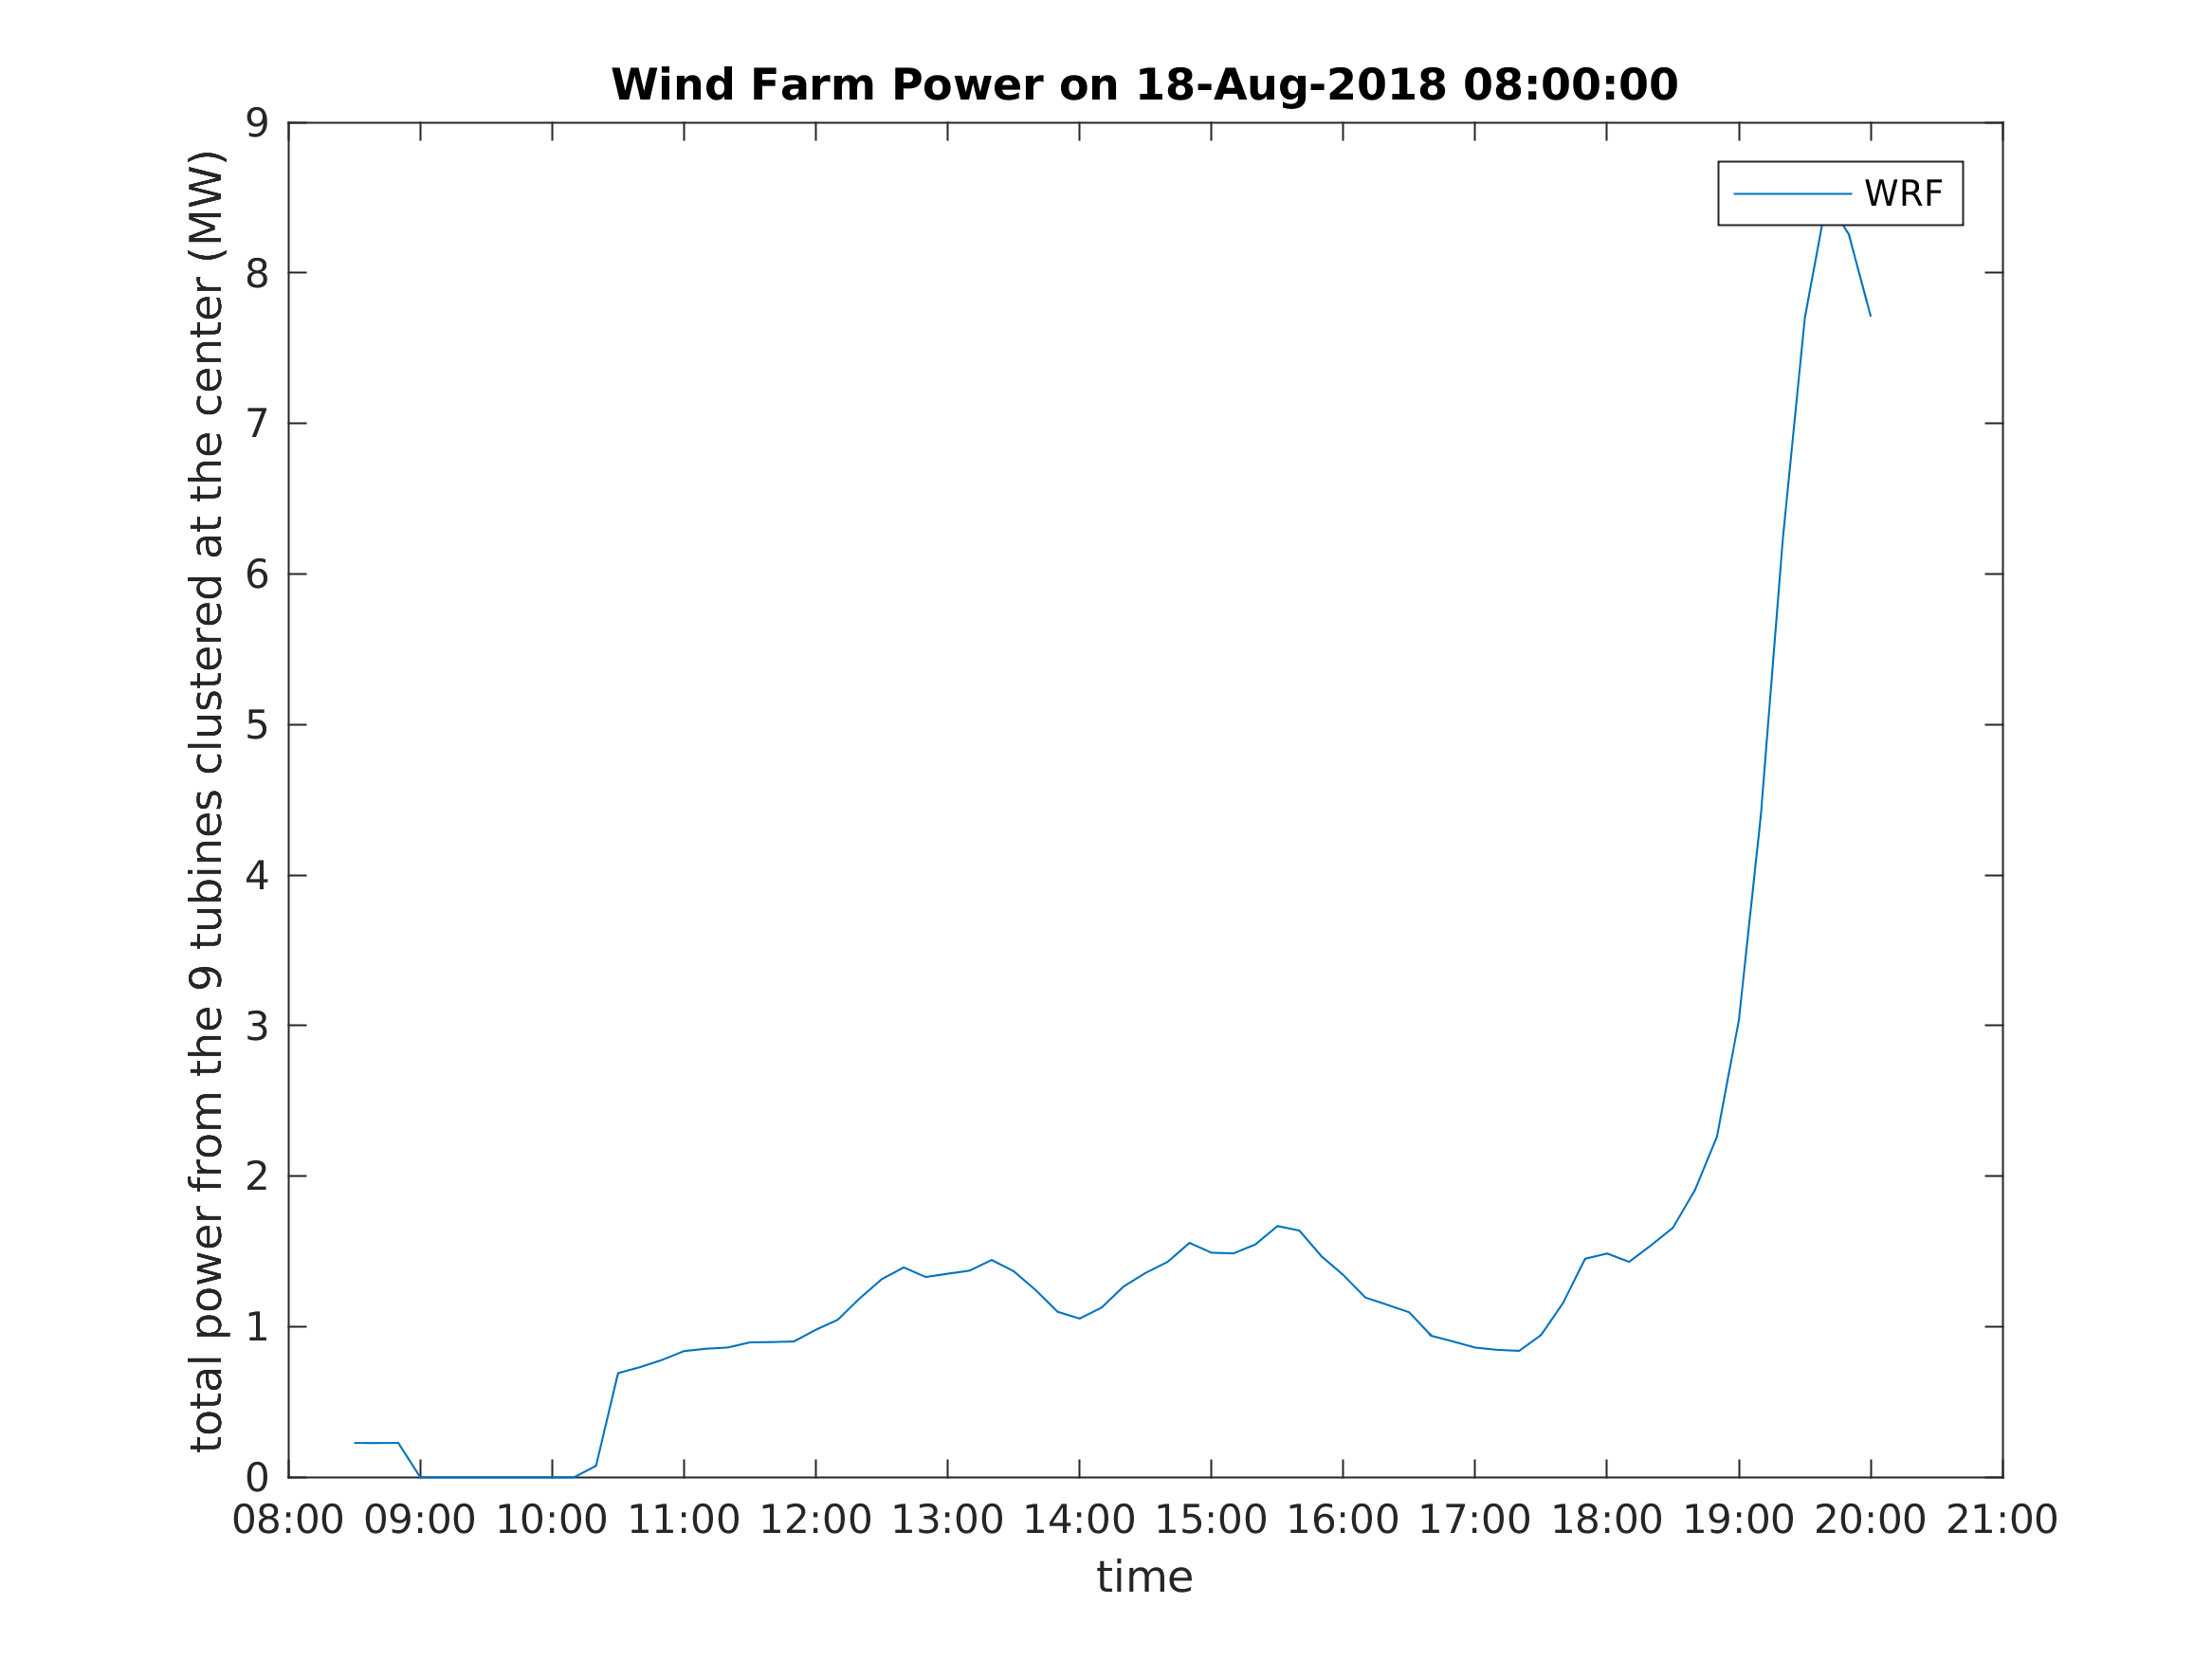 Wind Farm Power on 18-Aug-2018 08:00:00
WRF
total power from the 9 tubines clustered at the center (MW)
9
8
7
6
5
4
3
2
1
0
08:00 09:00 10:00 11:00 12:00 13:00 14:00 15:00 16:00 17:00 18:00 19:00 20:00 21:00
time